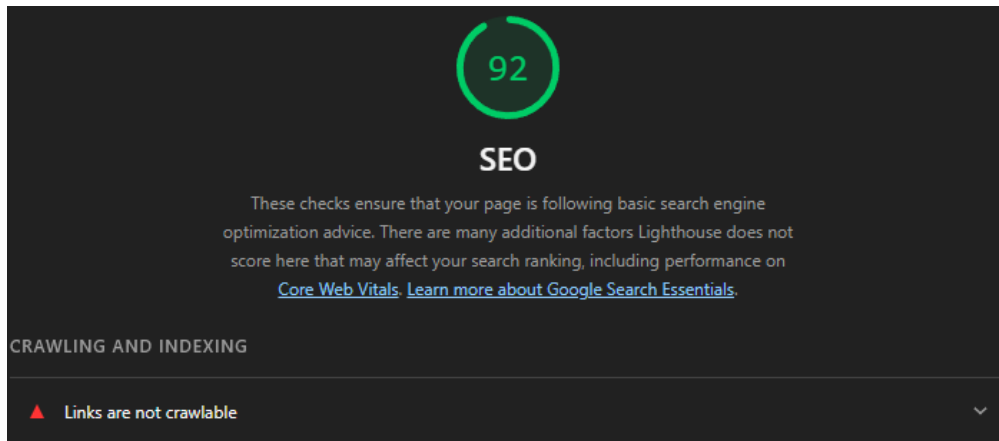 92
SEO
These checks ensure that your page is following basic search engine
optimization advice. There are many additional factors Lighthouse does not
score here that may affect your search ranking, including performance on
Core Web Vitals. Learn more about Google Search Essentials.
CRAWLING AND INDEXING
Links are not crawlable